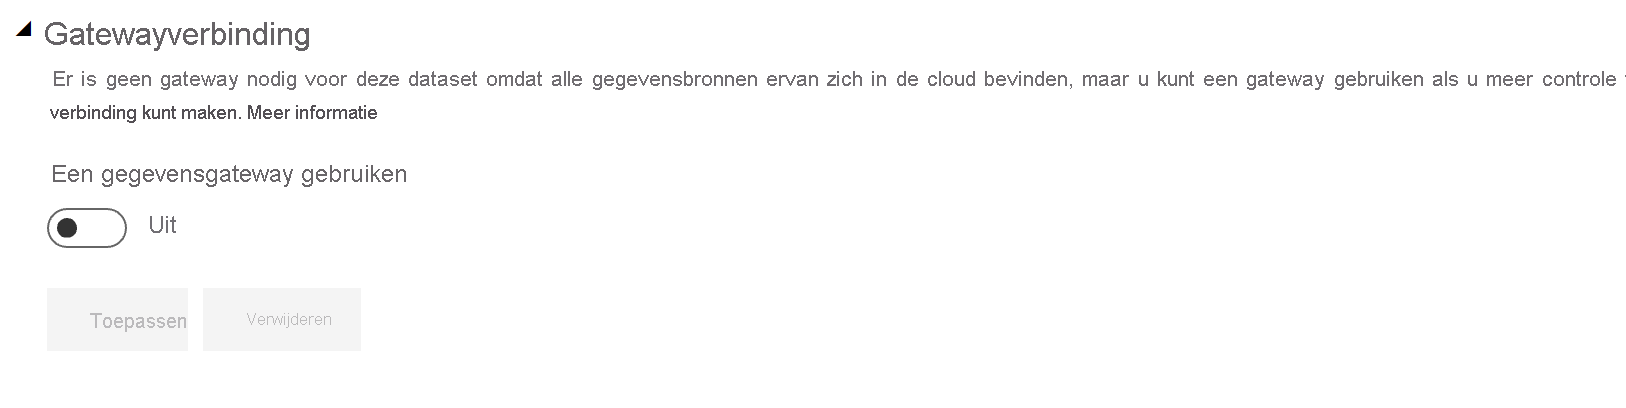 Gatewayverbinding
Er is geen gateway nodig voor deze dataset omdat alle gegevensbronnen ervan zich in de cloud bevinden, maar u kunt een gateway gebruiken als u meer controle
verbinding kunt maken. Meer informatie
Een gegevensgateway gebruiken
Uit
Toepassen Verwijderen